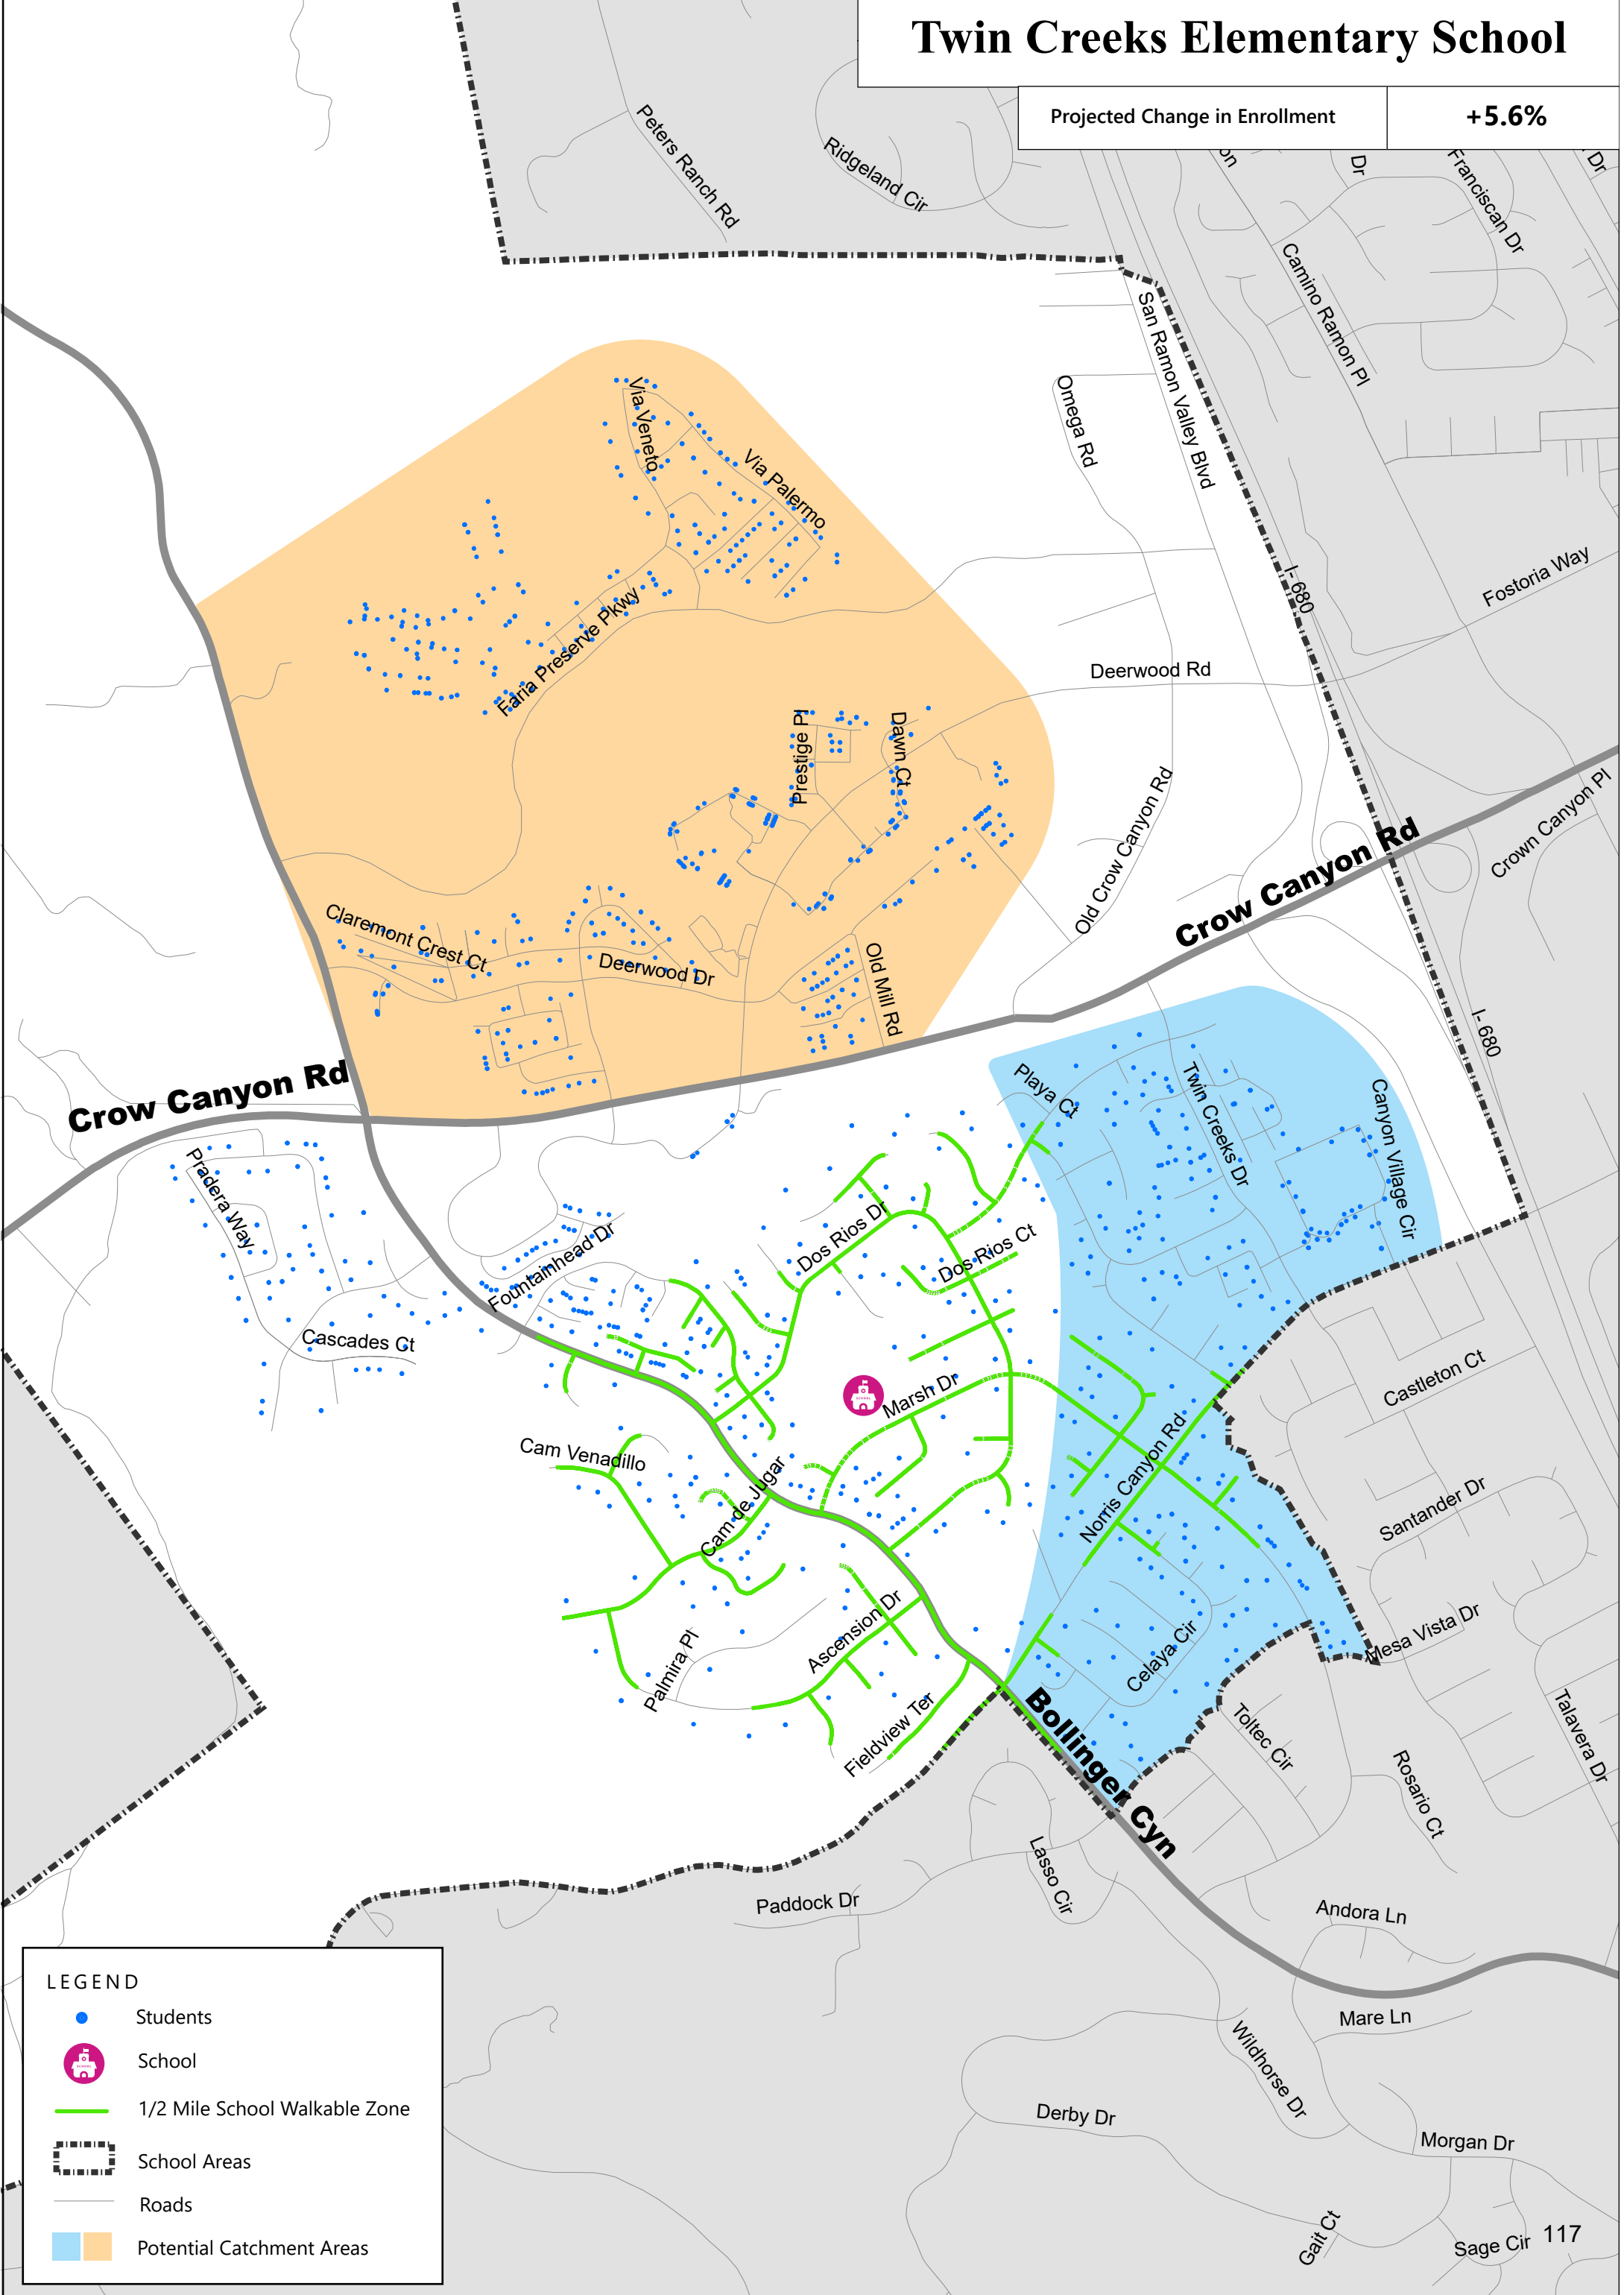 Twin Creeks Elementary School
Projected Change in Enrollment
+5.6%
Peters Ranch Rd
Ridgeland Cir
on
Dr
Franciscan Dr
Dr
Camino Ramon Pl
San Ramon Valley Blvd
Omega Rd
Via Veneto
Via Palermo
I- 680
Fostoria Way
Faria Preserve Pkwy
Deerwood Rd
Prestige Pl
Dawn Ct
Old Crow Canyon Rd
Crow Canyon Rd
Crown Canyon Pl
Claremont Crest Ct
Deerwood Dr
Old Mill Rd
I- 680
Crow Canyon Rd
Playa Ct
Twin Creeks Dr
Canyon Village Cir
Pradera Way
Dos Rios Dr
Dos Rios Ct
Fountainhead Dr
Cascades Ct
Marsh Dr
Castleton Ct
Cam Venadillo
Cam de Jugar
Norris Canyon Rd
Santander Dr
Ascension Dr
Palmira Pl
Celaya Cir
Mesa Vista Dr
Fieldview Ter
Bollinger Cyn
Toltec Cir
Talavera Dr
Rosario Ct
Lasso Cir
Paddock Dr
Andora Ln
Mare Ln
Wildhorse Dr
Derby Dr
Morgan Dr
Gait Ct
Sage Cir
117
LEGEND
Students
SCHOOL
School
1/2 Mile School Walkable Zone
School Areas
Roads
Potential Catchment Areas